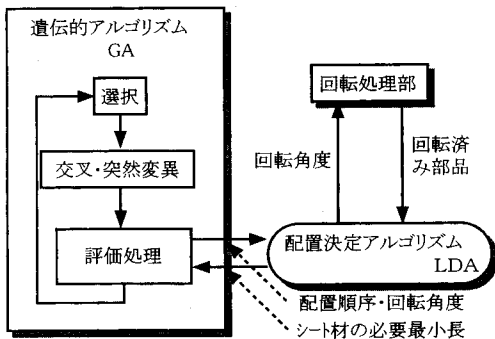 遺伝的アルゴリズム
GA
選択
交叉・突然変異
評価処理
回転処理部
回転角度
回転済
み部品
配置決定アルゴリズム
LDA
配置順序・回転角度
シート材の必要最小長